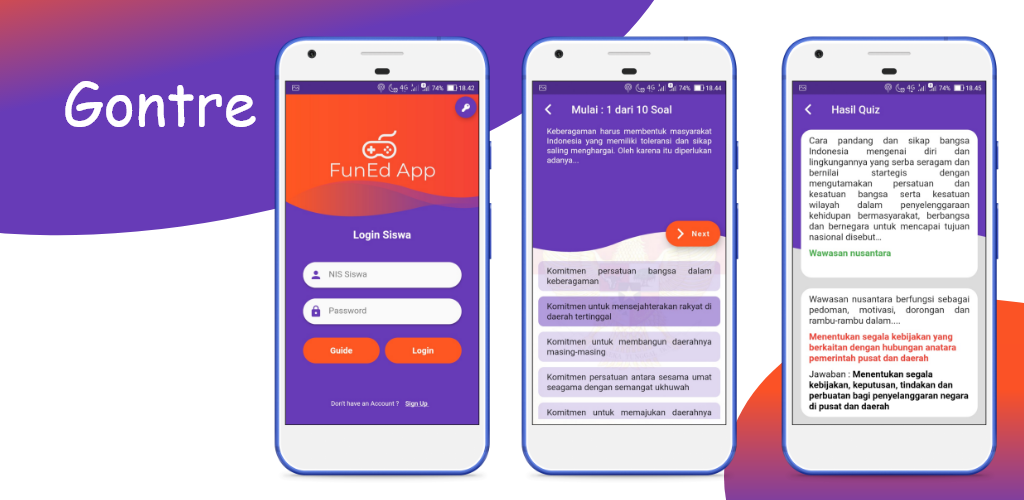 Gontre
4G 74% 18.42
FunEd App
Login Siswa
NIS Siswa
Password
Guide
Login
Don't have an Account ? Sign Up
4G 74% 18.44
Mulai : 1 dari 10 Soal
Keberagaman harus membentuk masyarakat
Indonesia yang memiliki toleransi dan sikap
saling menghargai. Oleh karena itu diperlukan
adanya...
Next
Komitmen persatuan bangsa dalam
keberagaman
Komitmen untuk mensejahterakan rakyat di
daerah tertinggal
Komitmen untuk membangun daerahnya
masing-masing
Komitmen persatuan antara sesama umat
seagama dengan semangat ukhuwah
Komitmen untuk memajukan daerahnya
4G 74% 18.45
Hasil Quiz
Cara pandang dan sikap bangsa
Indonesia mengenai diri dan
lingkungannya yang serba seragam dan
bernilai startegis dengan
mengutamakan persatuan dan
kesatuan bangsa serta kesatuan
wilayah dalam penyelenggaraan
kehidupan bermasyarakat, berbangsa
dan bernegara untuk mencapai tujuan
nasional disebut...
Wawasan nusantara
Wawasan nusantara berfungsi sebagai
pedoman, motivasi, dorongan dan
rambu-rambu dalam....
Menentukan segala kebijakan yang
berkaitan dengan hubungan anatara
pemerintah pusat dan daerah
Jawaban : Menentukan segala
kebijakan, keputusan, tindakan dan
perbuatan bagi penyelanggaran negara
di pusat dan daerah